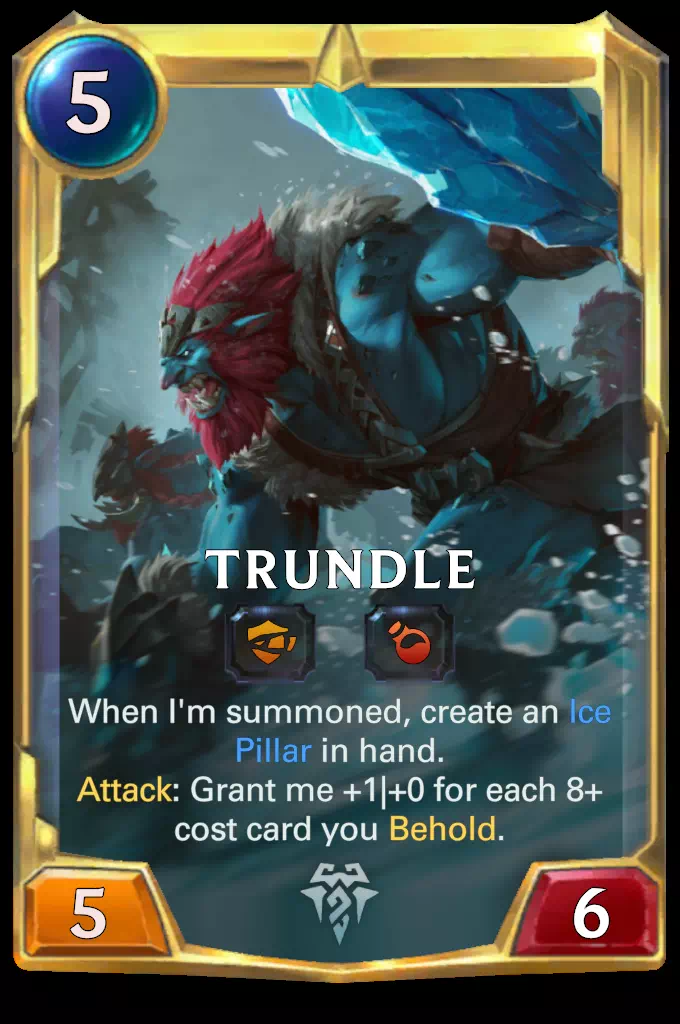 5
TRUNDLE
When I'm summoned, create an Ice
Pillar in hand.
Attack: Grant me +1|+0 for each 8+
cost card you Behold.
5
6